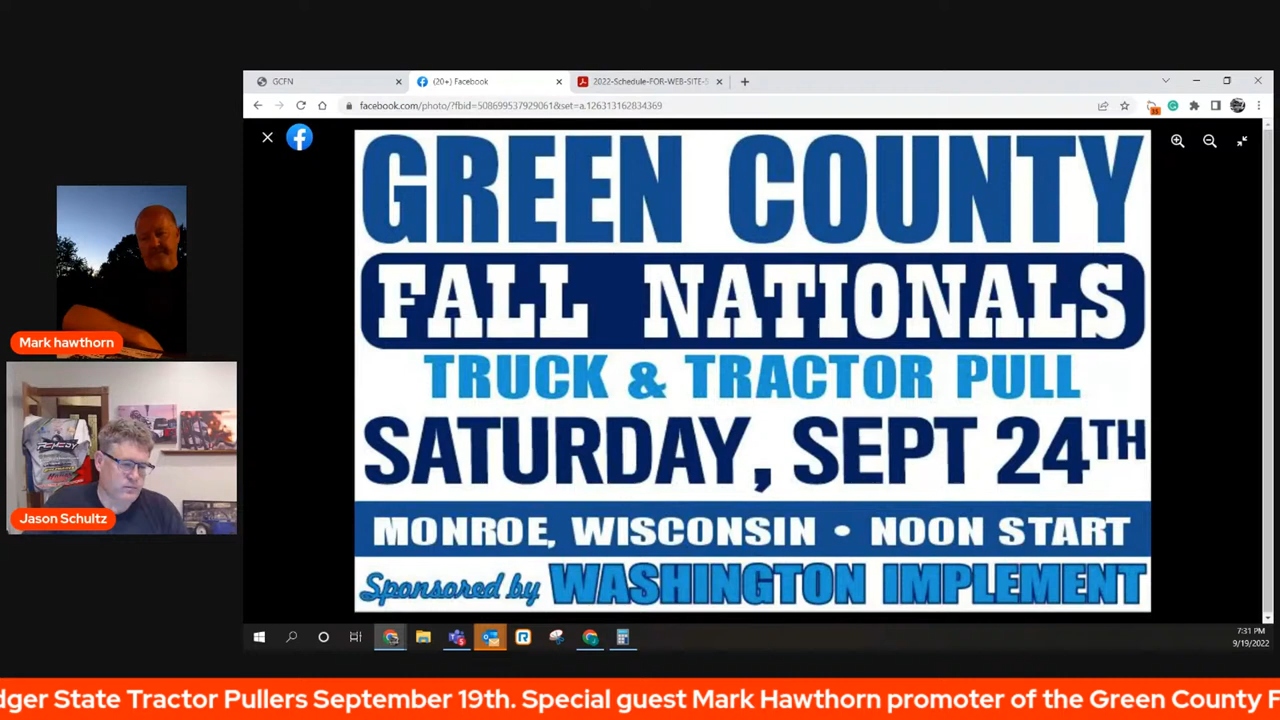 GCFN
(20+) Facebook
2022-Schedule-FOR-WEB-SITE-S
facebook.com/photo/?fbid=508699537929061&set=a.126313162834369
GREEN COUNTY
FALL NATIONALS
TRUCK & TRACTOR PULL
SATURDAY, SEPT 24TH
MONROE, WISCONSIN • NOON START
Sponsored by WASHINGTON IMPLEMENT
Mark hawthorn
Jason Schultz
7:31 PM
9/19/2022
dger State Tractor Pullers September 19th. Special guest Mark Hawthorn promoter of the Green County F